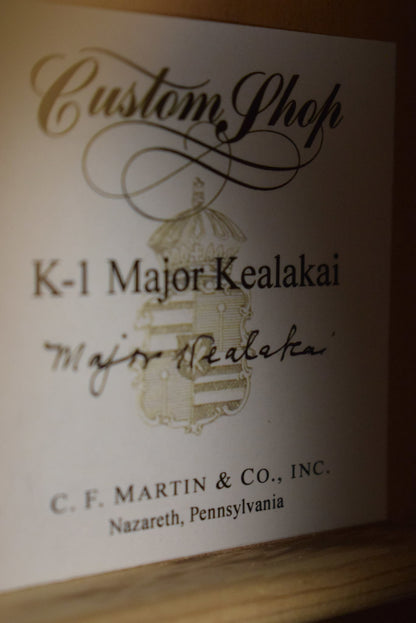 Custom Shop
K-1 Major Kealakai
Major Kealakai
C. F. MARTIN & CO., INC.
Nazareth, Pennsylvania